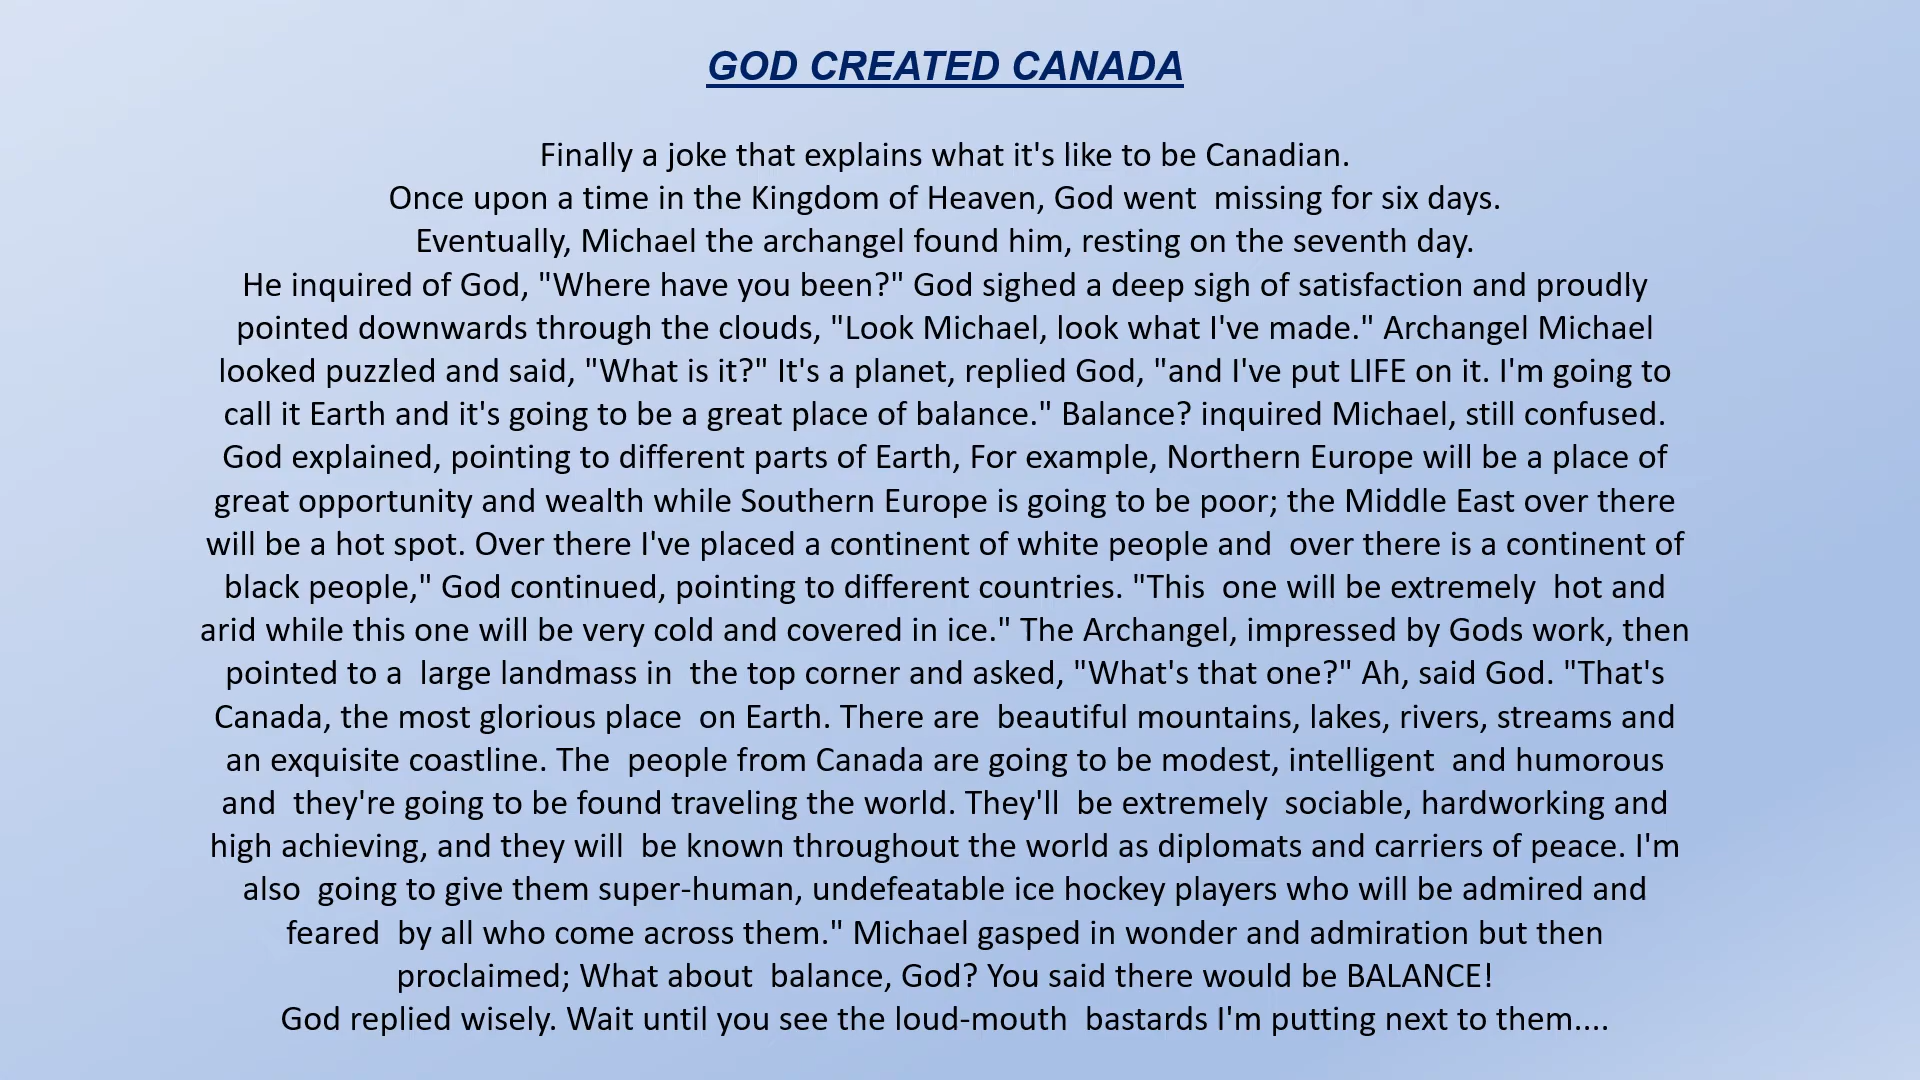 GOD CREATED CANADA
Finally a joke that explains what it's like to be Canadian.
Once upon a time in the Kingdom of Heaven, God went  missing for six days.
Eventually, Michael the archangel found him, resting on the seventh day.
He inquired of God, "Where have you been?" God sighed a deep sigh of satisfaction and proudly
pointed downwards through the clouds, "Look Michael, look what I've made." Archangel Michael
looked puzzled and said, "What is it?" It's a planet, replied God, "and I've put LIFE on it. I'm going to
call it Earth and it's going to be a great place of balance." Balance? inquired Michael, still confused.
God explained, pointing to different parts of Earth, For example, Northern Europe will be a place of
great opportunity and wealth while Southern Europe is going to be poor; the Middle East over there
will be a hot spot. Over there I've placed a continent of white people and  over there is a continent of
black people," God continued, pointing to different countries. "This  one will be extremely  hot and
arid while this one will be very cold and covered in ice." The Archangel, impressed by Gods work, then
pointed to a  large landmass in  the top corner and asked, "What's that one?" Ah, said God. "That's
Canada, the most glorious place  on Earth. There are  beautiful mountains, lakes, rivers, streams and
an exquisite coastline. The  people from Canada are going to be modest, intelligent  and humorous
and  they're going to be found traveling the world. They'll  be extremely  sociable, hardworking and
high achieving, and they will  be known throughout the world as diplomats and carriers of peace. I'm
also  going to give them super-human, undefeatable ice hockey players who will be admired and
feared  by all who come across them." Michael gasped in wonder and admiration but then
proclaimed; What about  balance, God? You said there would be BALANCE!
God replied wisely. Wait until you see the loud-mouth  bastards I'm putting next to them....